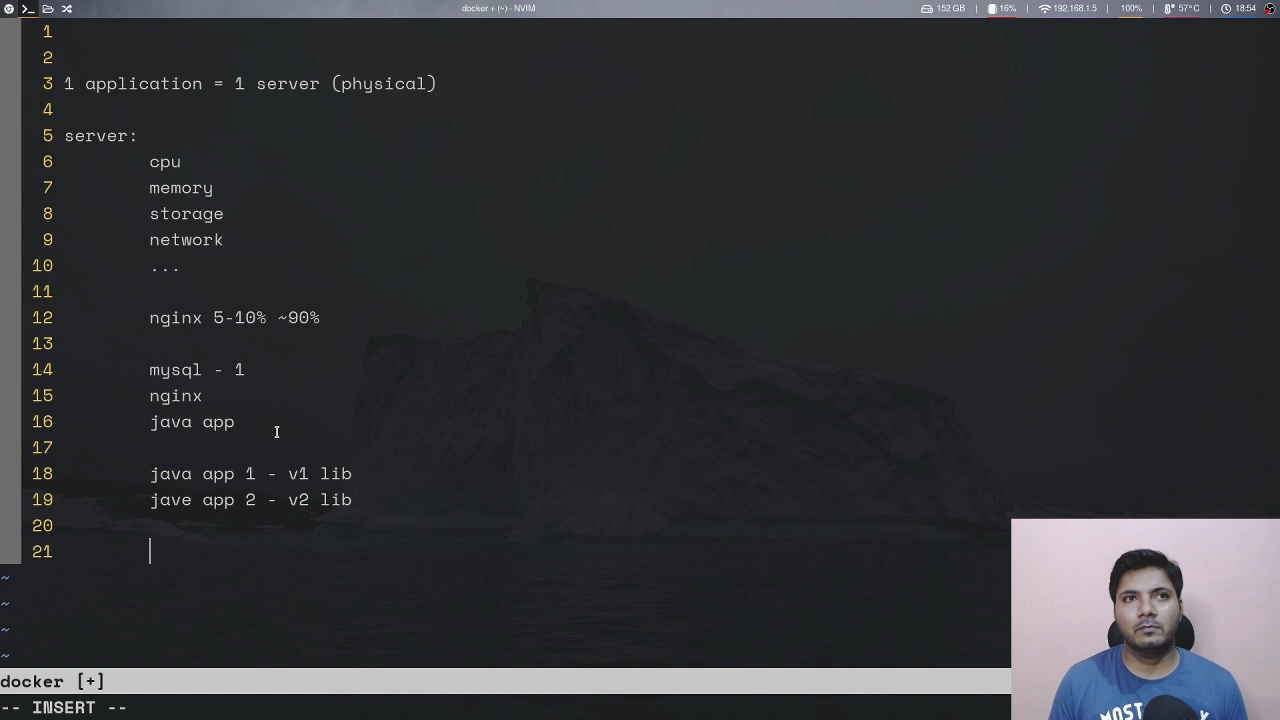 docker + (~) - NVIM
152 GB | 16% | 192.168.1.5 | 100% | 57°C | 18:54
1
2
3 1 application = 1 server (physical)
4
5 server:
6 cpu
7 memory
8 storage
9 network
10 ...
11
12 nginx 5-10% ~90%
13
14 mysql - 1
15 nginx
16 java app
17
18 java app 1 - v1 lib
19 jave app 2 - v2 lib
20
21
~
~
~
~
docker [+]
-- INSERT --
MOST